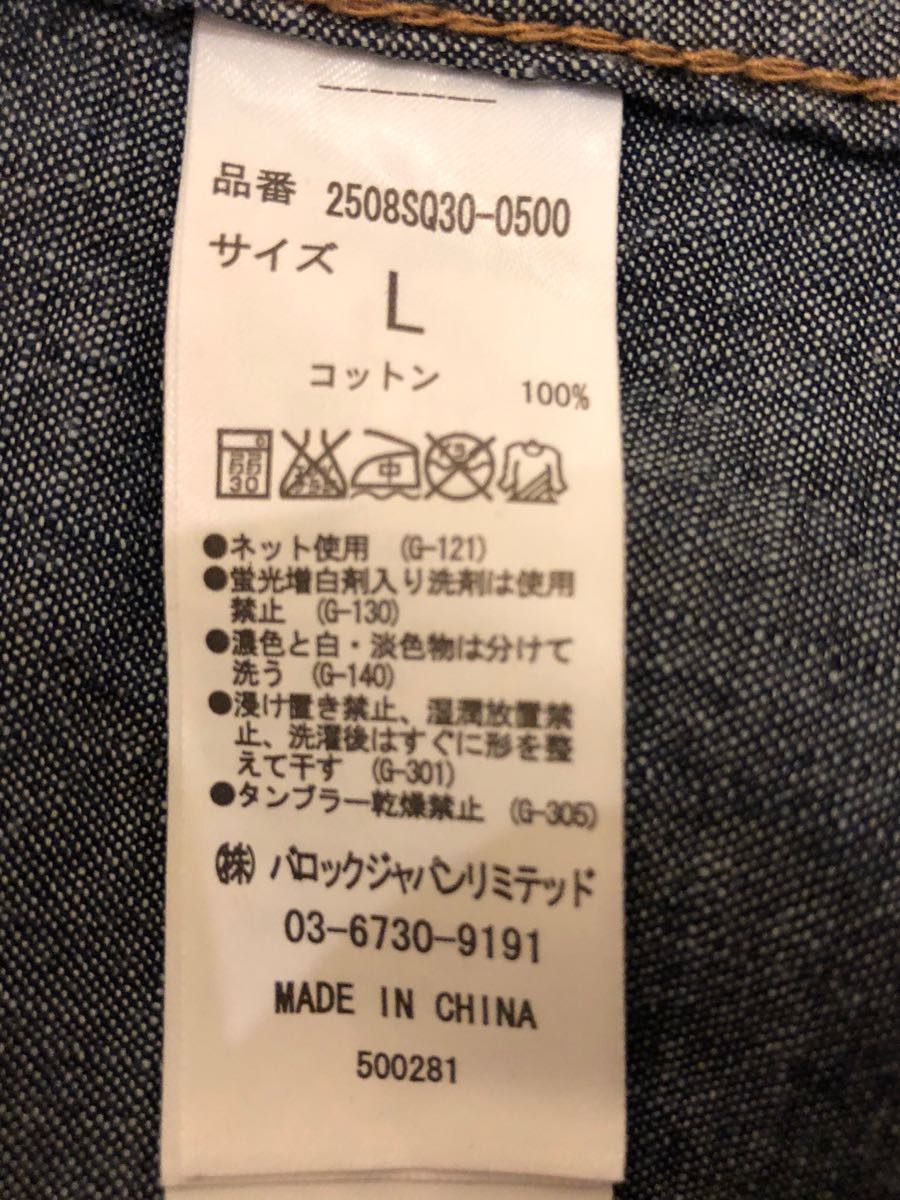 品番 2508SQ30-0500
サイズ
L
コットン 100%
30 中
●ネット使用 (G-121)
●蛍光増白剤入り洗剤は使用
禁止 (G-130)
●濃色と白・淡色物は分けて
洗う (G-140)
●浸け置き禁止、湿潤放置禁
止、洗濯後はすぐに形を整
えて干す (G-301)
●タンブラー乾燥禁止 (G-305)
㈱ バロックジャパンリミテッド
03-6730-9191
MADE IN CHINA
500281